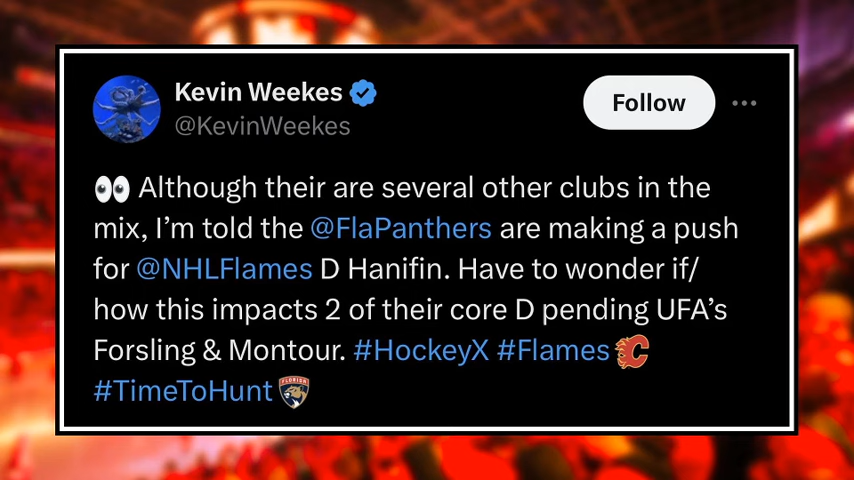 Kevin Weekes
@KevinWeekes
Follow
👀 Although their are several other clubs in the
mix, I’m told the @FlaPanthers are making a push
for @NHLFlames D Hanifin. Have to wonder if/
how this impacts 2 of their core D pending UFA’s
Forsling & Montour. #HockeyX #Flames
#TimeToHunt
FLORIDA